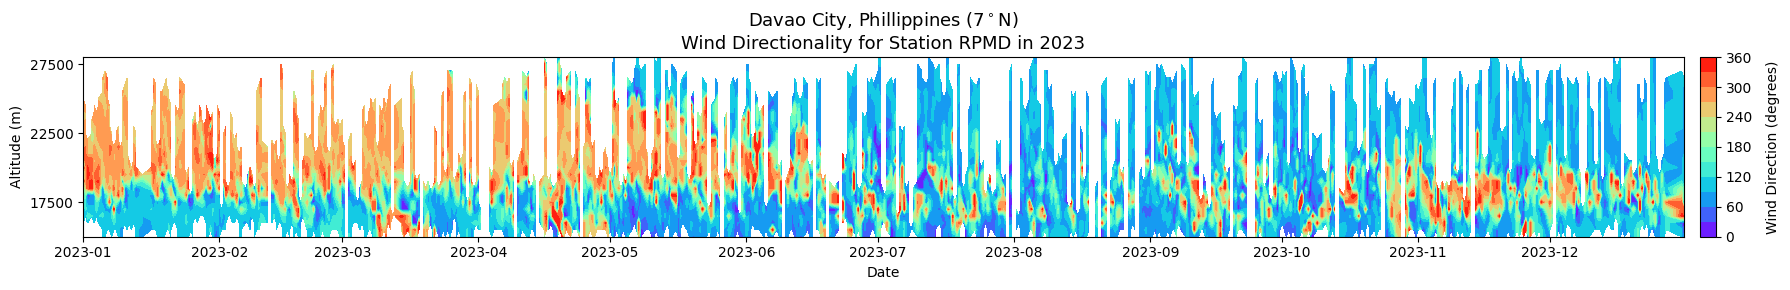 Davao City, Phillippines (7°N)
Wind Directionality for Station RPMD in 2023
Altitude (m)
27500
22500
17500
2023-01 2023-02 2023-03 2023-04 2023-05 2023-06 2023-07 2023-08 2023-09 2023-10 2023-11 2023-12
Date
360
300
240
180
120
60
0
Wind Direction (degrees)